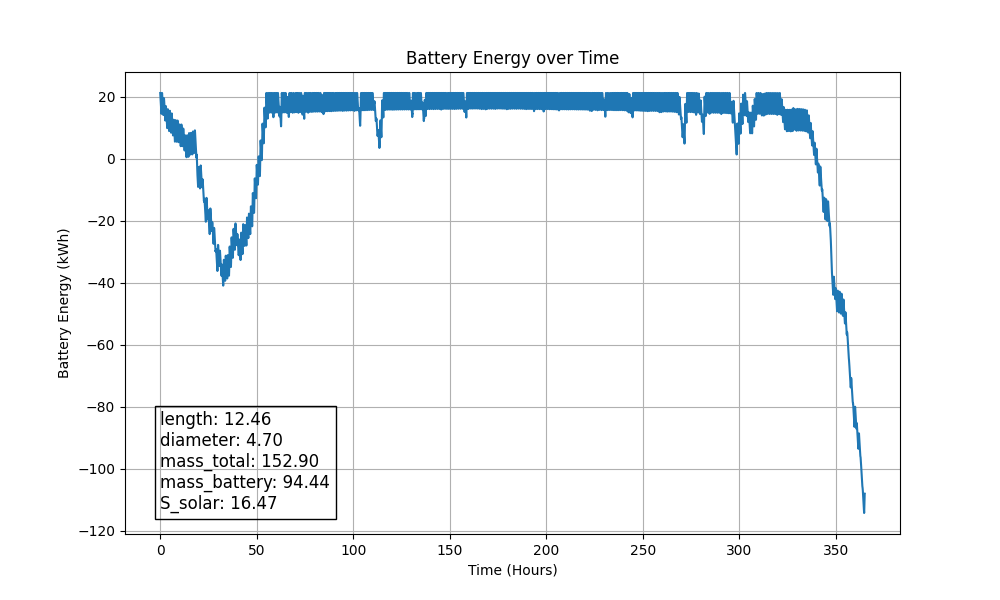 Battery Energy over Time
Battery Energy (kWh)
20
0
−20
−40
−60
−80
−100
−120
length: 12.46
diameter: 4.70
mass_total: 152.90
mass_battery: 94.44
S_solar: 16.47
0 50 100 150 200 250 300 350
Time (Hours)